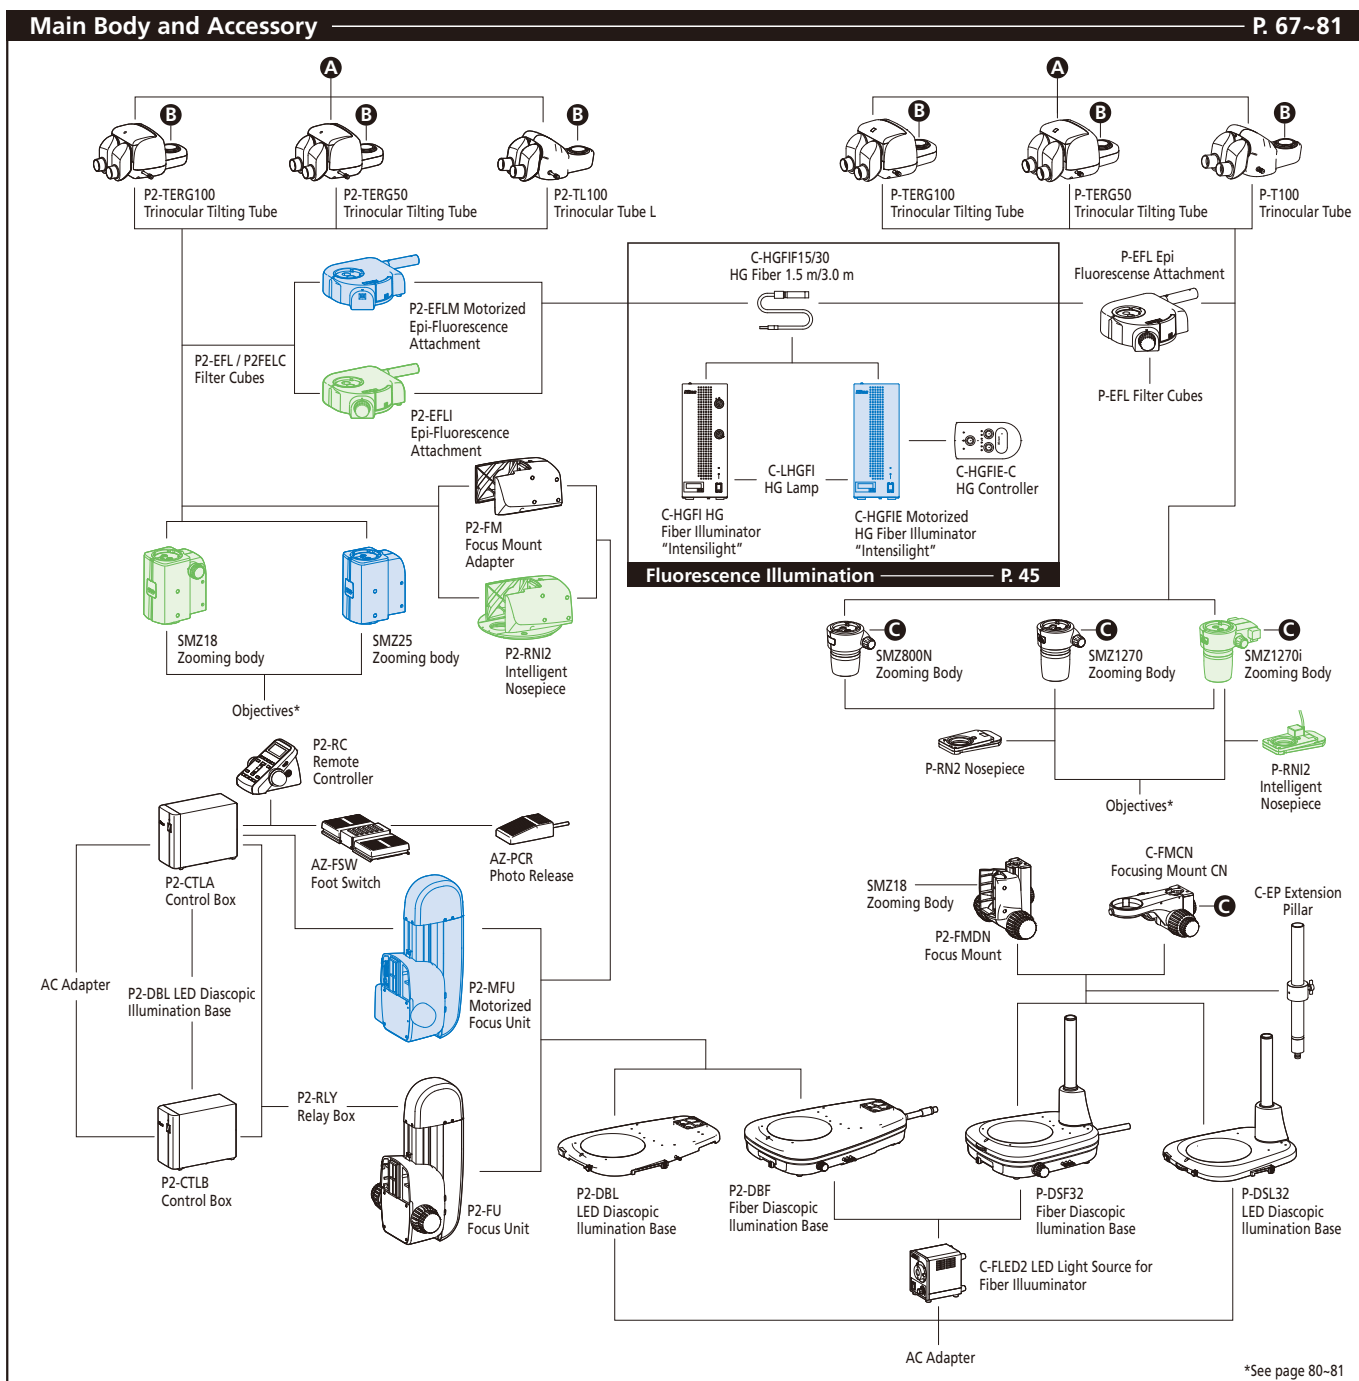 Main Body and Accessory
P. 67~81
A
A
B
B
B
B
B
B
P2-TERG100
Trinocular Tilting Tube
P2-TERG50
Trinocular Tilting Tube
P2-TL100
Trinocular Tube L
P-TERG100
Trinocular Tilting Tube
P-TERG50
Trinocular Tilting Tube
P-T100
Trinocular Tube
C-HGFIF15/30
HG Fiber 1.5 m/3.0 m
P-EFL Epi
Fluorescense Attachment
P2-EFLM Motorized
Epi-Fluorescence
Attachment
P2-EFL / P2FELC
Filter Cubes
P-EFL Filter Cubes
P2-EFLI
Epi-Fluorescence
Attachment
C-LHGFI
HG Lamp
C-HGFIE-C
HG Controller
C-HGFI HG
Fiber Illuminator
“Intensilight”
C-HGFIE Motorized
HG Fiber Illuminator
“Intensilight”
Fluorescence Illumination
P. 45
P2-FM
Focus Mount
Adapter
SMZ18
Zooming body
SMZ25
Zooming body
P2-RNI2
Intelligent
Nosepiece
C
C
C
SMZ800N
Zooming Body
SMZ1270
Zooming Body
SMZ1270i
Zooming Body
Objectives*
P-RN2 Nosepiece
P-RNI2
Intelligent
Nosepiece
Objectives*
P2-RC
Remote
Controller
P2-CTLA
Control Box
AZ-FSW
Foot Switch
AZ-PCR
Photo Release
SMZ18
Zooming Body
P2-FMDN
Focus Mount
C-FMCN
Focusing Mount CN
C
C-EP Extension
Pillar
AC Adapter
P2-DBL LED Diascopic
Illumination Base
P2-MFU
Motorized
Focus Unit
P2-RLY
Relay Box
P2-CTLB
Control Box
P2-FU
Focus Unit
P2-DBL
LED Diascopic
Ilumination Base
P2-DBF
Fiber Diascopic
llumination Base
P-DSF32
Fiber Diascopic
llumination Base
P-DSL32
LED Diascopic
llumination Base
C-FLED2 LED Light Source for
Fiber Illuuminator
AC Adapter
*See page 80~81